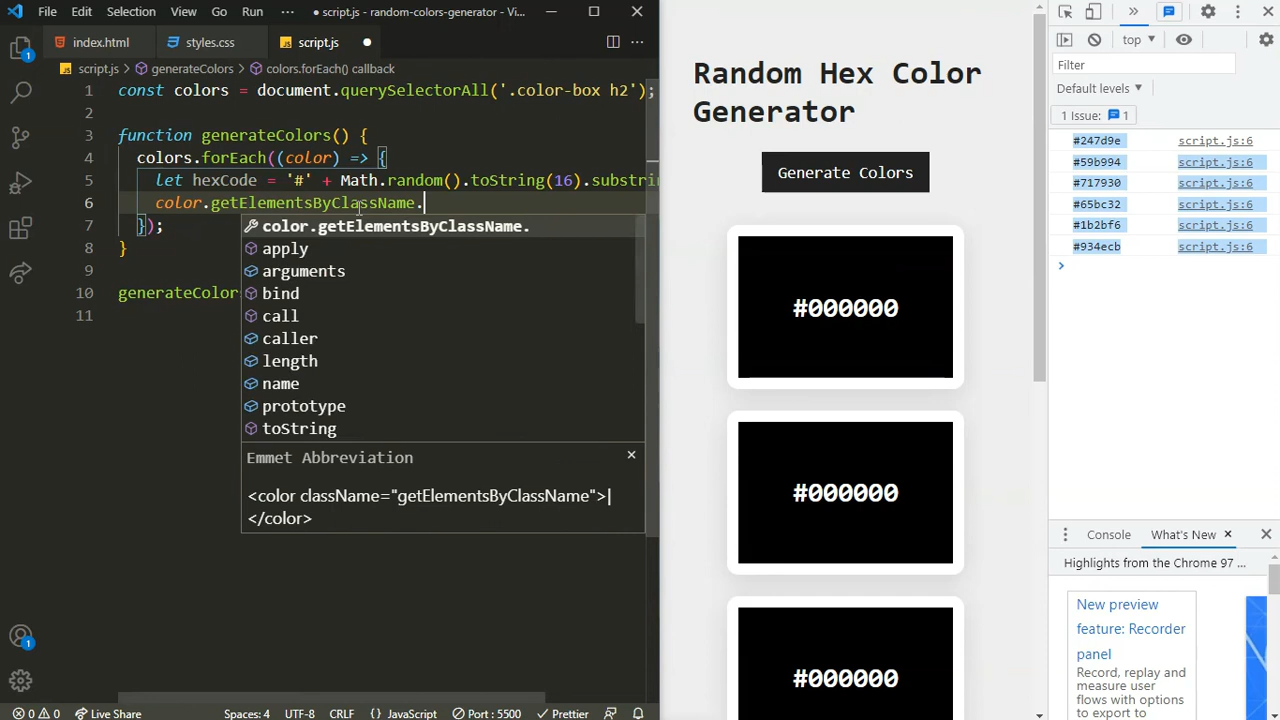 File Edit Selection View Go Run ··· ● script.js - random-colors-generator - Vi...
index.html styles.css JS script.js ●
JS script.js > generateColors > colors.forEach() callback
1 const colors = document.querySelectorAll('.color-box h2');
2
3 function generateColors() {
4 colors.forEach((color) => {
5 let hexCode = '#' + Math.random().toString(16).substrin
6 color.getElementsByClassName.
7 });
8 }
9
10 generateColors
11
color.getElementsByClassName.
apply
arguments
bind
call
caller
length
name
prototype
toString
Emmet Abbreviation
<color className="getElementsByClassName">|
</color>
1
1
0 0 Live Share Spaces: 4 UTF-8 CRLF {} JavaScript Port : 5500 Prettier
Random Hex Color
Generator
Generate Colors
#000000
#000000
#000000
top
Filter
Default levels
1 Issue: 1
#247d9e script.js:6
#59b994 script.js:6
#717930 script.js:6
#65bc32 script.js:6
#1b2bf6 script.js:6
#934ecb script.js:6
Console What's New
Highlights from the Chrome 97 ...
New preview
feature: Recorder
panel
Record, replay and
measure user
flows with options
to export to